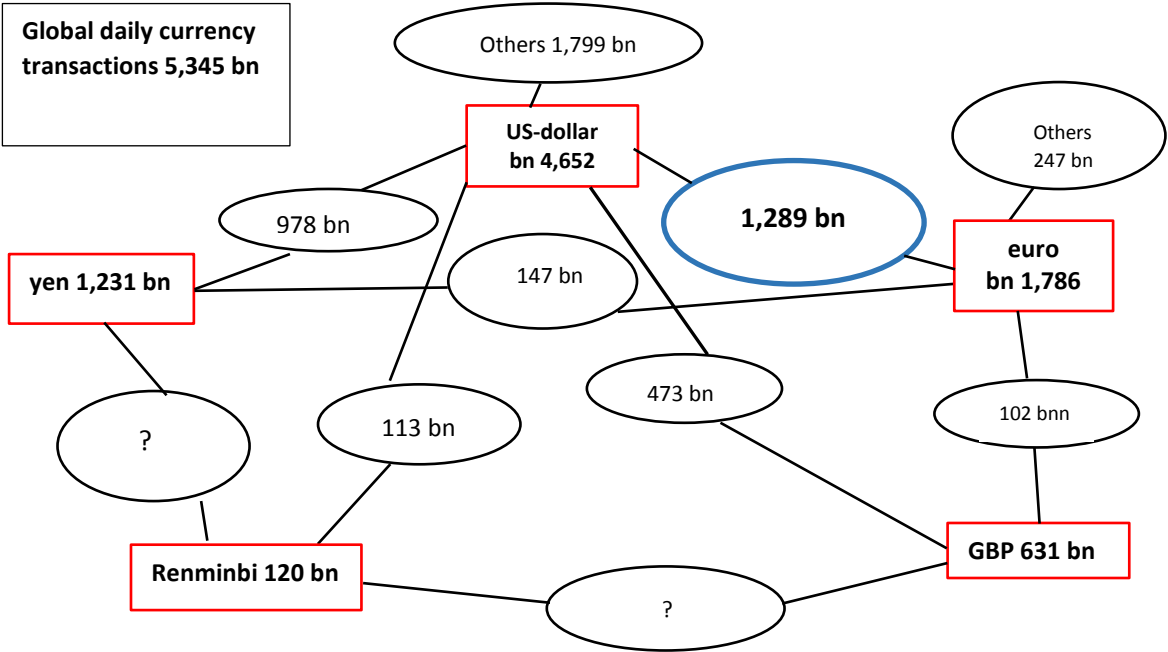 Global daily currency
transactions 5,345 bn
Others 1,799 bn
US-dollar
bn 4,652
Others
247 bn
1,289 bn
978 bn
euro
bn 1,786
yen 1,231 bn
147 bn
473 bn
102 bnn
113 bn
?
GBP 631 bn
Renminbi 120 bn
?